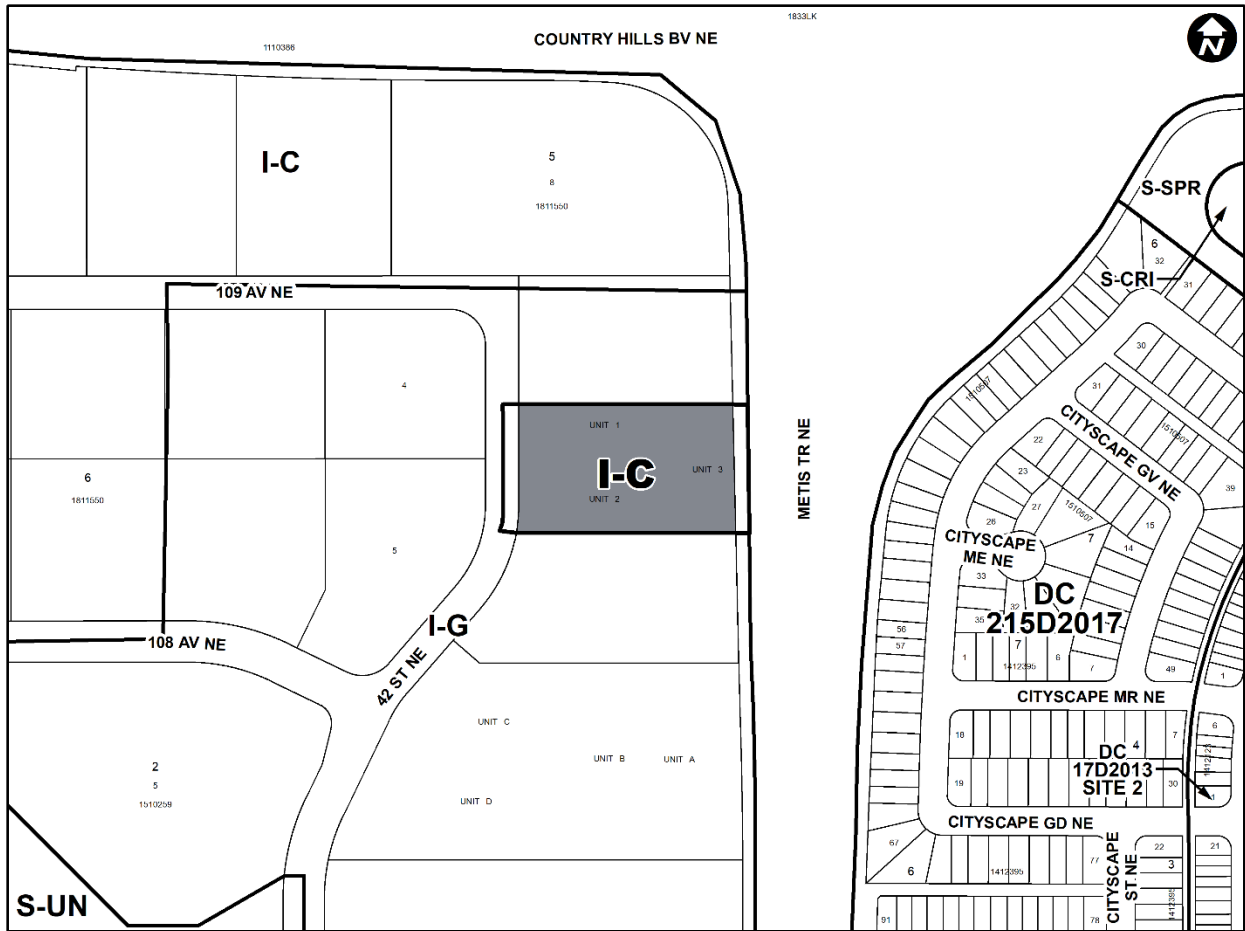 1833LK
COUNTRY HILLS BV NE
1110386
N
I-C
5
8
1811550
S-SPR
6
32
31
S-CRI
109 AV NE
30
4
31
1510507
CITYSCAPE GV NE
1510507
22
UNIT 1
I-C
UNIT 3
UNIT 2
METIS TR NE
23
39
6
1811550
27
1510507
26
15
CITYSCAPE
ME NE
7
14
5
33
32
DC
215D2017
35
I-G
56
57
108 AV NE
1
7
1412395
6
7
49
1
42 ST NE
CITYSCAPE MR NE
UNIT C
18
4
7
6
UNIT B
UNIT A
DC
17D2013
SITE 2
2
5
1510259
19
30
1
UNIT D
CITYSCAPE GD NE
67
6
1412395
77
CITYSCAPE
ST NE
22
3
1412395
21
S-UN
91
78